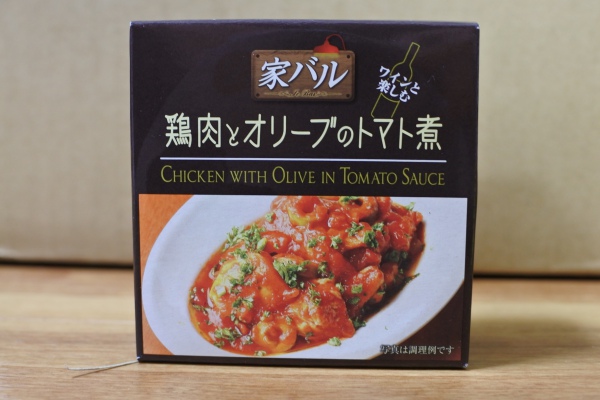 家バル
ワインと
楽しむ
鶏肉とオリーブのトマト煮
CHICKEN WITH OLIVE IN TOMATO SAUCE
写真は調理例です